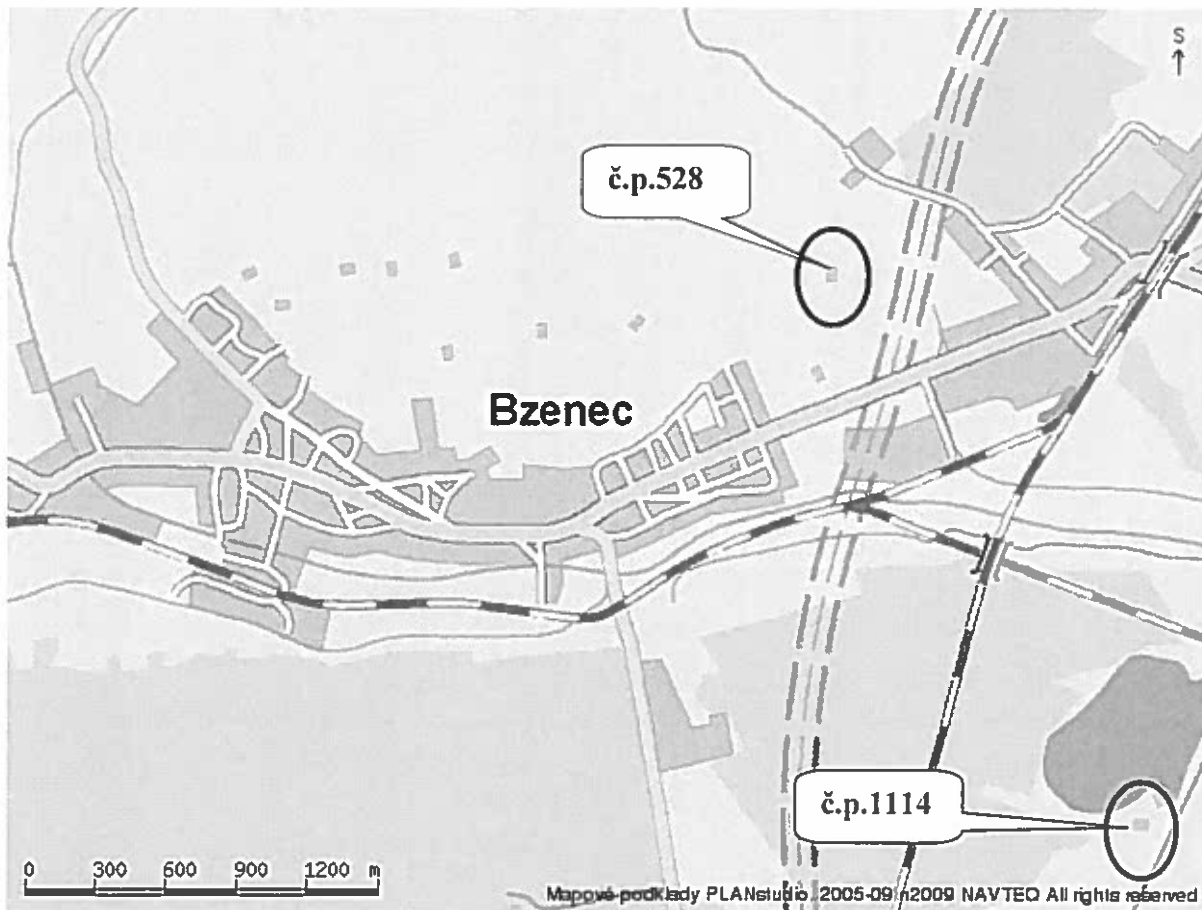 S
č.p.528
Bzenec
č.p.1114
0 300 600 900 1200 m
Mapové podklady PLANstudio, 2005-09 2009 NAVTEQ All rights reserved